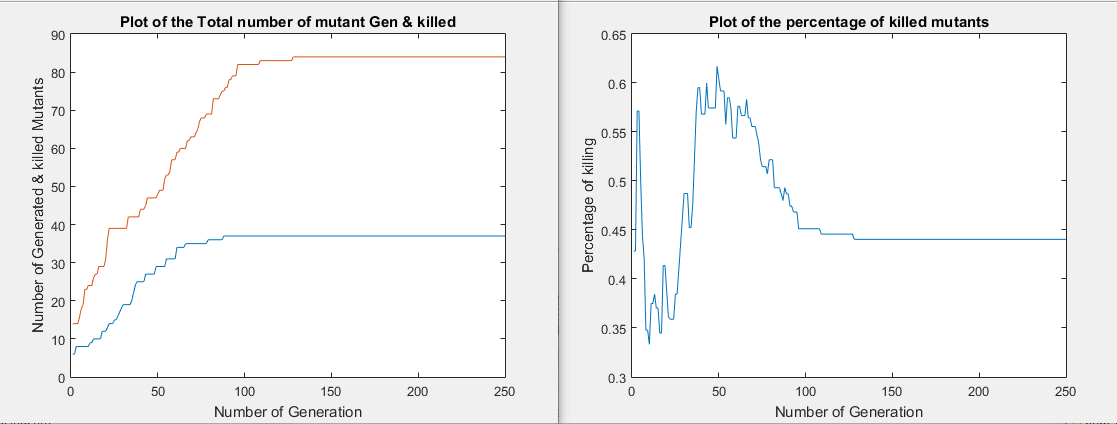 Plot of the Total number of mutant Gen & killed
Number of Generated & killed Mutants
90
80
70
60
50
40
30
20
10
0
0 50 100 150 200 250
Number of Generation
Plot of the percentage of killed mutants
Percentage of killing
0.65
0.6
0.55
0.5
0.45
0.4
0.35
0.3
0 50 100 150 200 250
Number of Generation